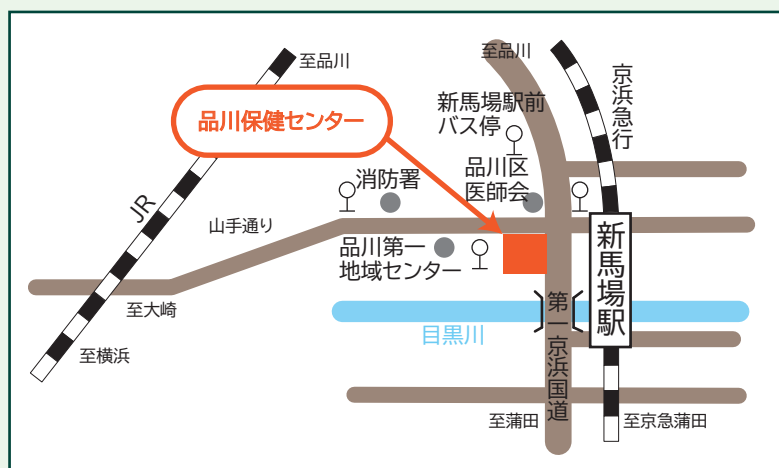 至品川
至品川
京浜急行
新馬場駅前
バス停
品川保健センター
消防署
品川区
医師会
JR
山手通り
品川第一
地域センター
新馬場駅
第一京浜国道
至大崎
目黒川
至横浜
至蒲田
至京急蒲田